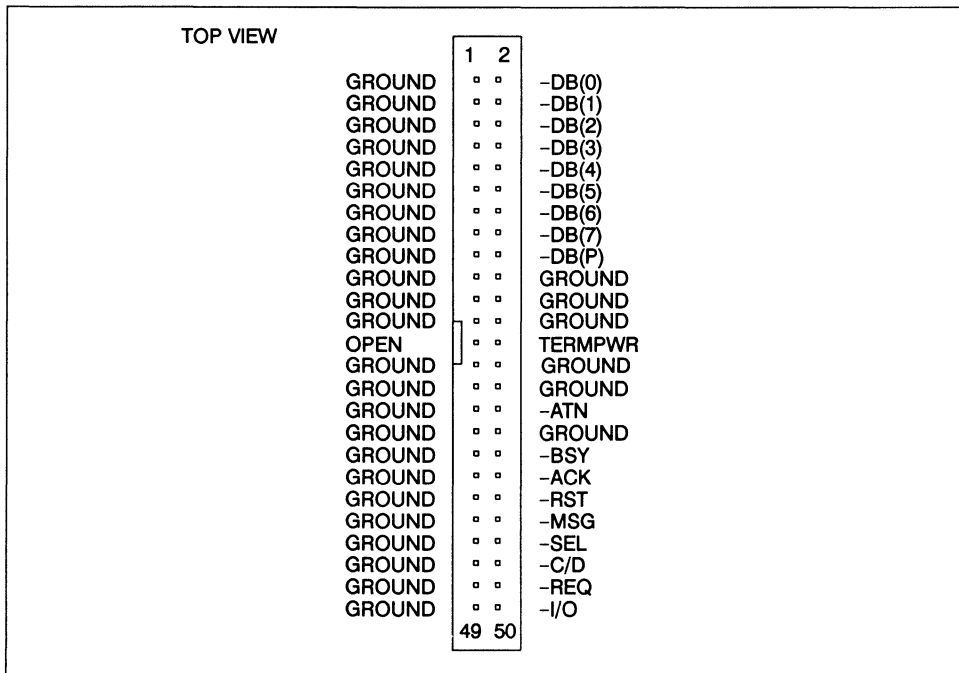 TOP VIEW
1 2
GROUND -DB(0)
GROUND -DB(1)
GROUND -DB(2)
GROUND -DB(3)
GROUND -DB(4)
GROUND -DB(5)
GROUND -DB(6)
GROUND -DB(7)
GROUND -DB(P)
GROUND GROUND
GROUND GROUND
GROUND GROUND
OPEN TERMPWR
GROUND GROUND
GROUND GROUND
GROUND -ATN
GROUND GROUND
GROUND -BSY
GROUND -ACK
GROUND -RST
GROUND -MSG
GROUND -SEL
GROUND -C/D
GROUND -REQ
GROUND -I/O
49 50